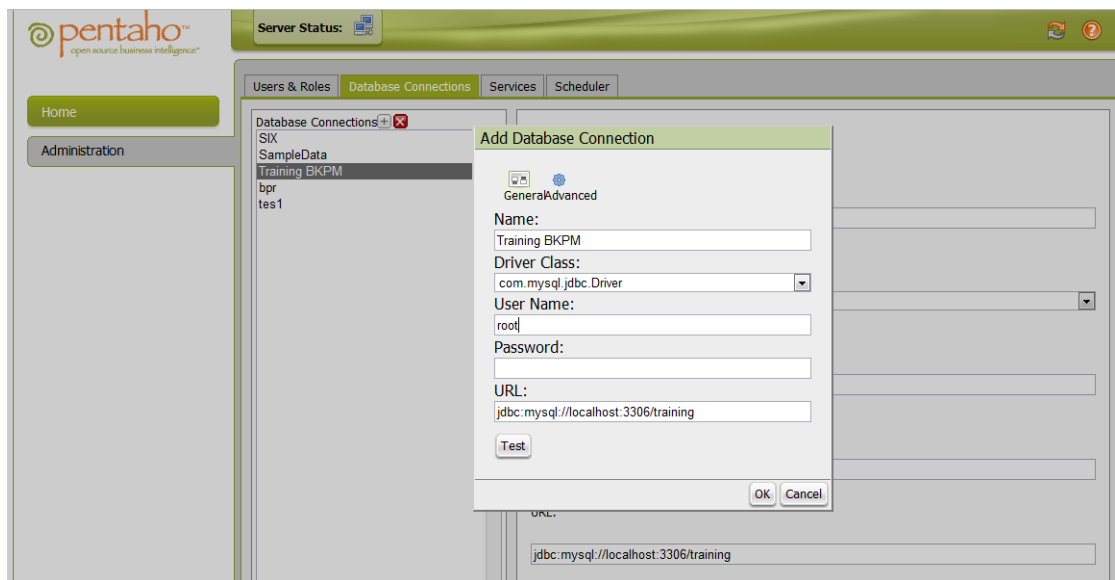 pentaho™
open source business intelligence™
Server Status:
Home
Administration
Users & Roles
Database Connections
Services
Scheduler
Database Connections
SIX
SampleData
Training BKPM
bpr
tes1
Add Database Connection
General
Advanced
Name:
Training BKPM
Driver Class:
com.mysql.jdbc.Driver
User Name:
root
Password:
URL:
jdbc:mysql://localhost:3306/training
Test
OK
Cancel
URL:
jdbc:mysql://localhost:3306/training